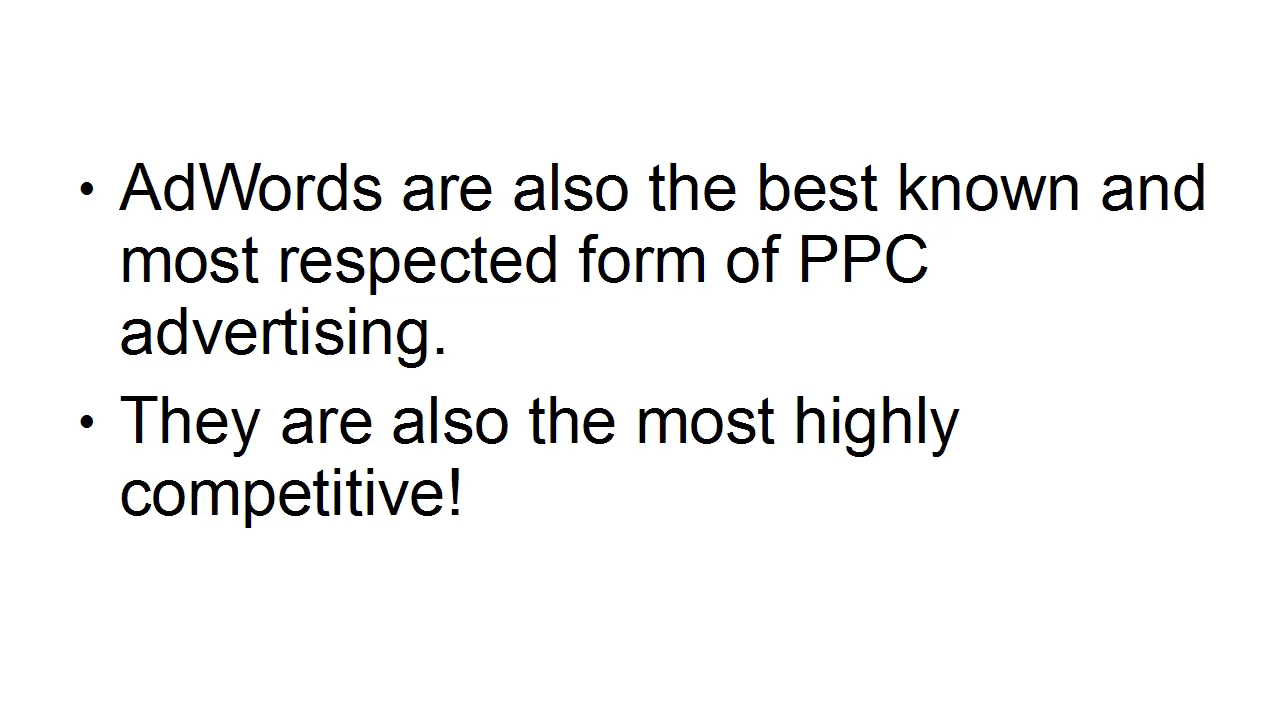 • AdWords are also the best known and
most respected form of PPC
advertising.
• They are also the most highly
competitive!